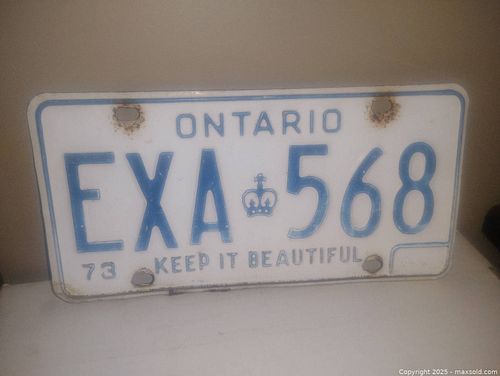 ONTARIO
EXA 568
73 KEEP IT BEAUTIFUL
Copyright 2025 - maxsold.com